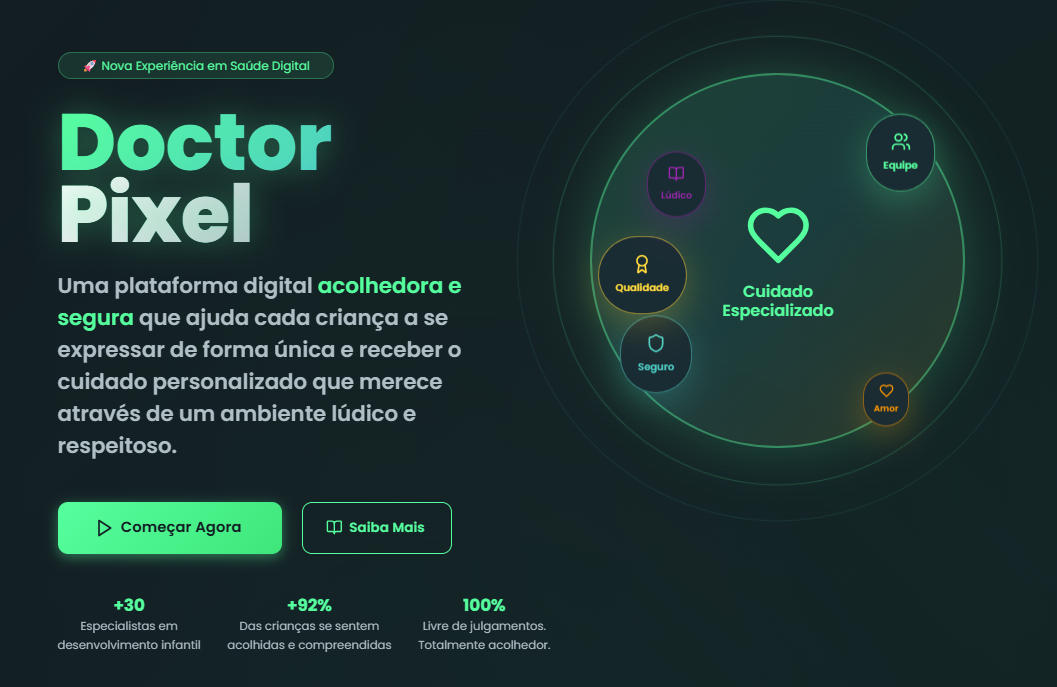 🚀 Nova Experiência em Saúde Digital
Doctor
Pixel
Uma plataforma digital acolhedora e
segura que ajuda cada criança a se
expressar de forma única e receber o
cuidado personalizado que merece
através de um ambiente lúdico e
respeitoso.
Começar Agora
Saiba Mais
+30
Especialistas em
desenvolvimento infantil
+92%
Das crianças se sentem
acolhidas e compreendidas
100%
Livre de julgamentos.
Totalmente acolhedor.
Equipe
Lúdico
Qualidade
Cuidado
Especializado
Seguro
Amor